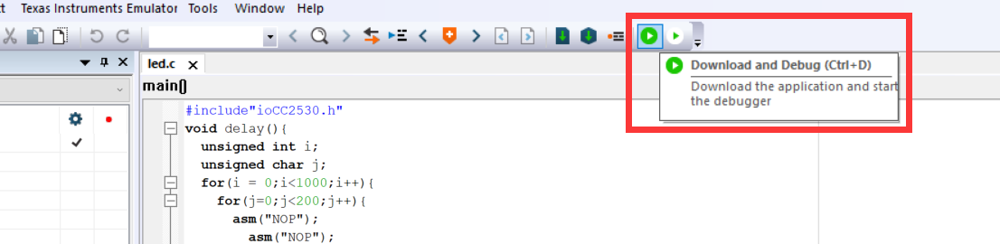 Texas Instruments Emulator Tools Window Help
led.c
main()
Download and Debug (Ctrl+D)
Download the application and start
the debugger
#include"ioCC2530.h"
void delay(){
unsigned int i;
unsigned char j;
for(i = 0;i<1000;i++){
for(j=0;j<200;j++){
asm("NOP");
asm("NOP");